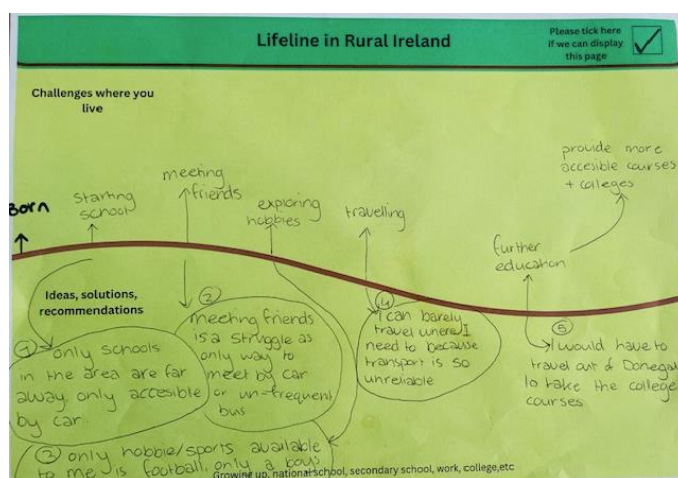 Lifeline in Rural Ireland
Please tick here
if we can display
this page
Challenges where you
live
Born
starting
school
meeting
friends
exploring
hobbies
travelling
further
education
provide more
accesible courses
+ colleges
Ideas, solutions,
recommendations
① only schools
in the area are far
away, only accesible
by car
②
meeting friends
is a struggle as
only way to
meet by car
or un-frequent
bus
③ only hobbie/sports available
to me is football, only a boys
④
I can barely
travel where I
need to because
transport is so
unreliable
⑤
I would have to
travel out of Donegal
to take the college
courses
Growing up, national school, secondary school, work, college,etc